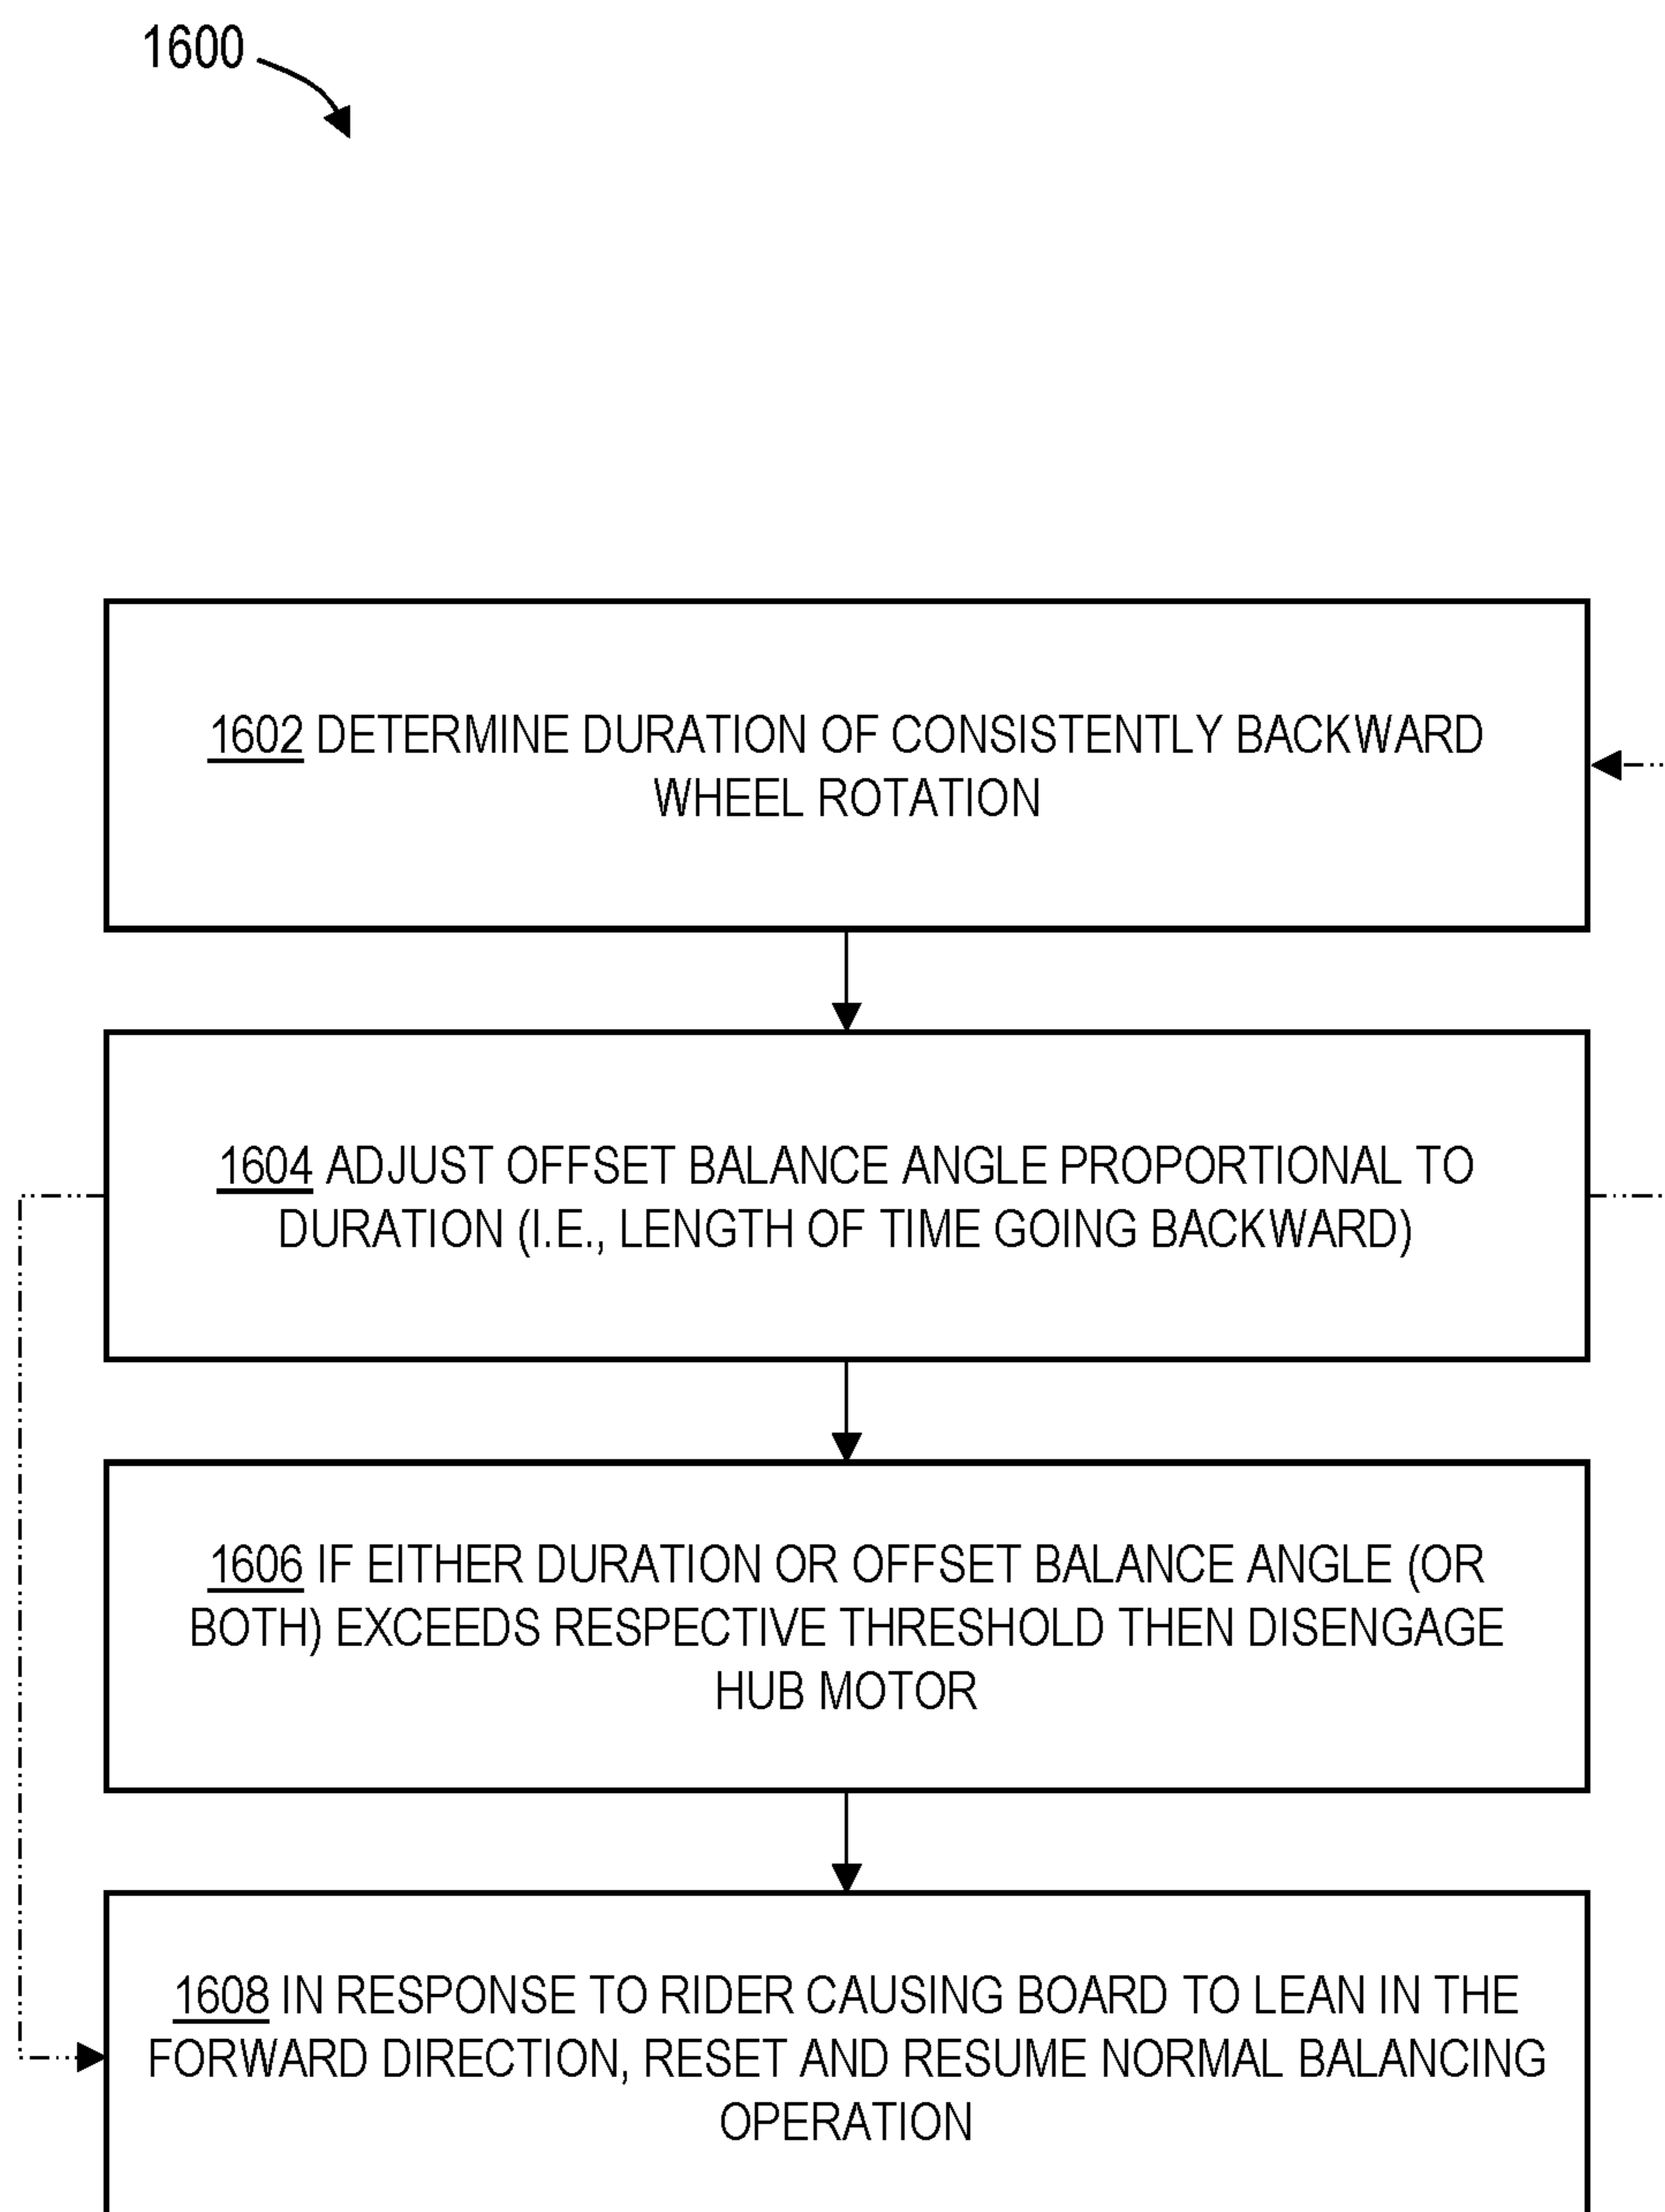 1600
1602 DETERMINE DURATION OF CONSISTENTLY BACKWARD
WHEEL ROTATION
1604 ADJUST OFFSET BALANCE ANGLE PROPORTIONAL TO
DURATION (I.E., LENGTH OF TIME GOING BACKWARD)
1606 IF EITHER DURATION OR OFFSET BALANCE ANGLE (OR
BOTH) EXCEEDS RESPECTIVE THRESHOLD THEN DISENGAGE
HUB MOTOR
1608 IN RESPONSE TO RIDER CAUSING BOARD TO LEAN IN THE
FORWARD DIRECTION, RESET AND RESUME NORMAL BALANCING
OPERATION